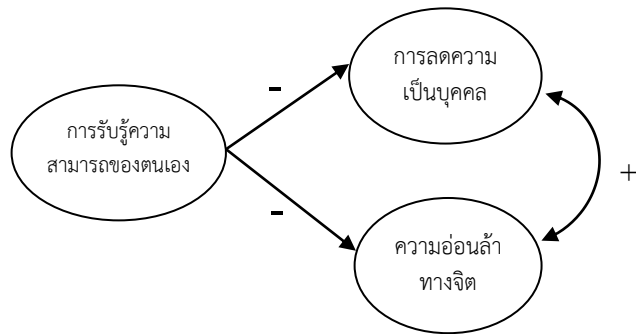 การลดความ
เป็นบุคคล
-
การรับรู้ความ
สามารถของตนเอง
+
-
ความอ่อนล้า
ทางจิต